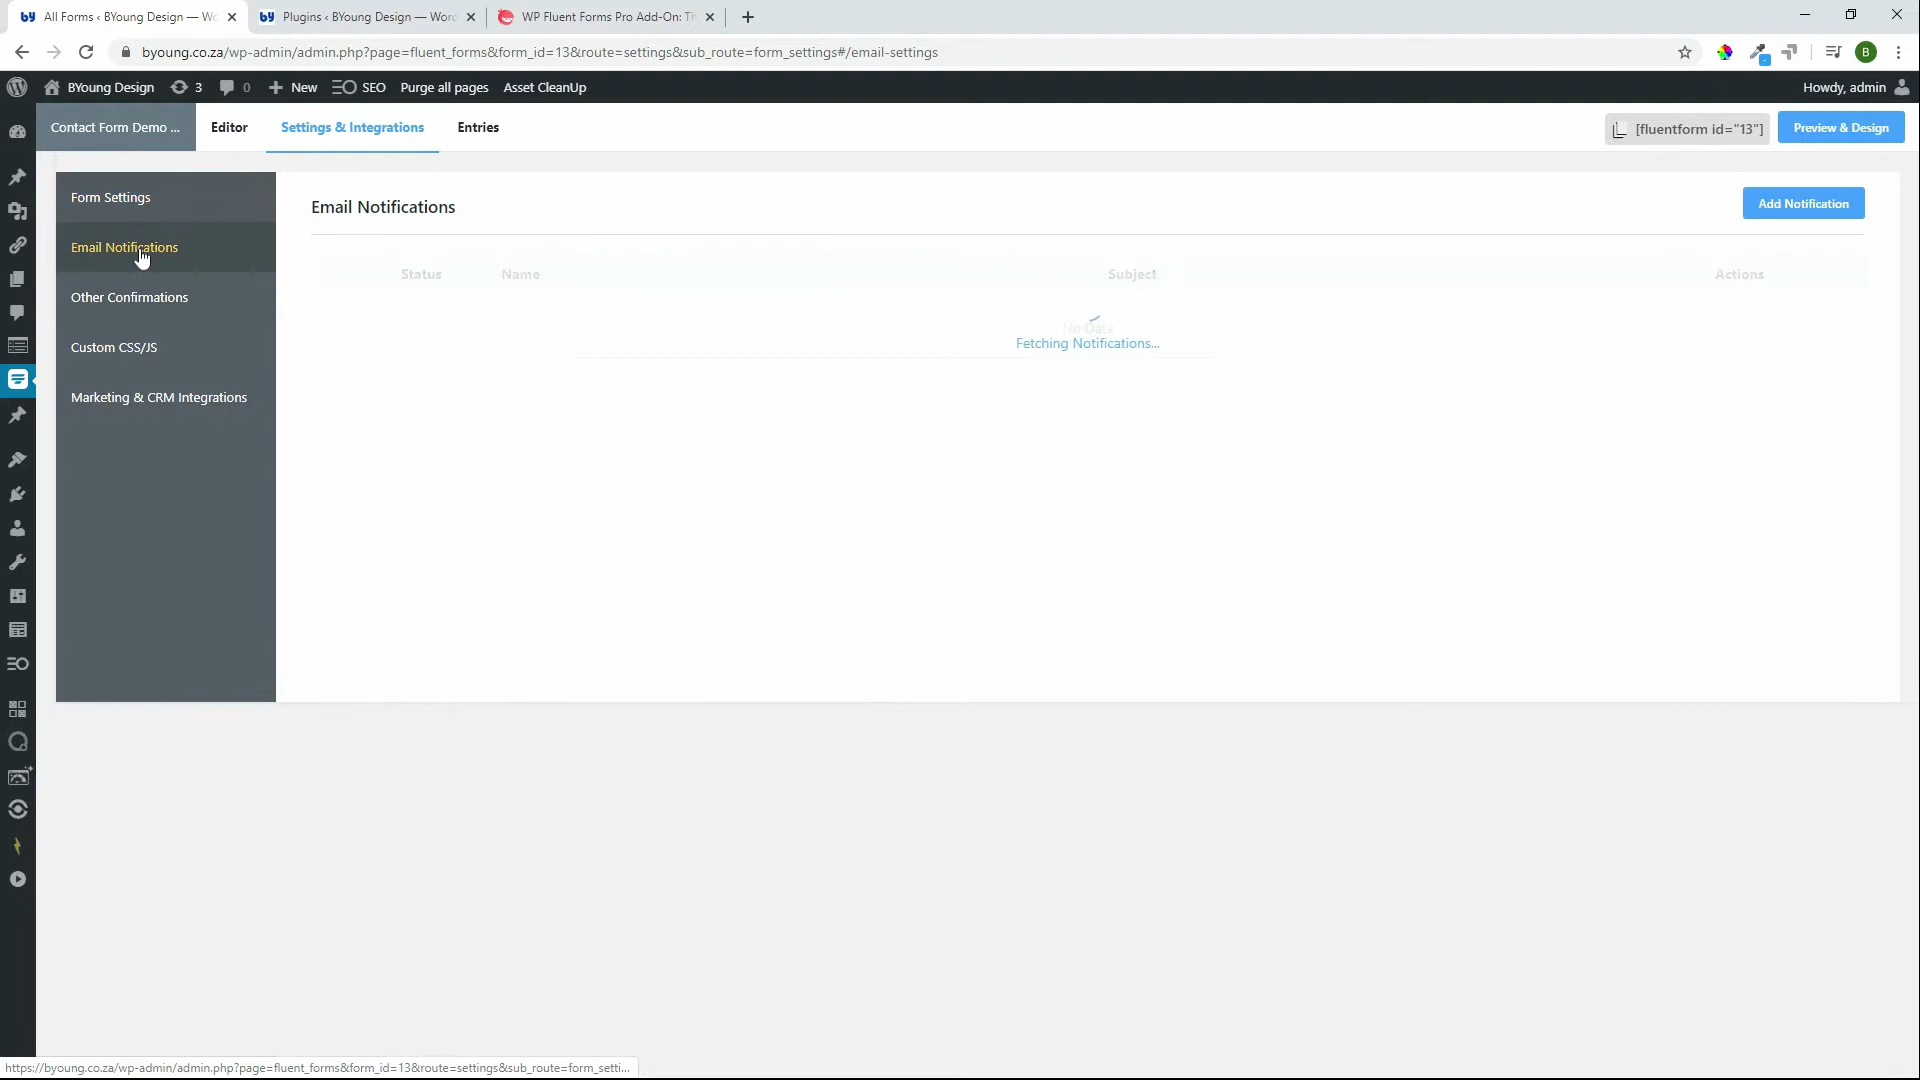 All Forms ‹ BYoung Design — Wo
Plugins ‹ BYoung Design — Word
WP Fluent Forms Pro Add-On: Th
byoung.co.za/wp-admin/admin.php?page=fluent_forms&form_id=13&route=settings&sub_route=form_settings#/email-settings
B
BYoung Design
3
0
New
SEO
Purge all pages
Asset CleanUp
Howdy, admin
Contact Form Demo ...
Editor
Settings & Integrations
Entries
[fluentform id="13"]
Preview & Design
Form Settings
Email Notifications
Other Confirmations
Custom CSS/JS
Marketing & CRM Integrations
Email Notifications
Add Notification
Status
Name
Subject
Actions
No Data
Fetching Notifications...
https://byoung.co.za/wp-admin/admin.php?page=fluent_forms&form_id=13&route=settings&sub_route=form_setti...